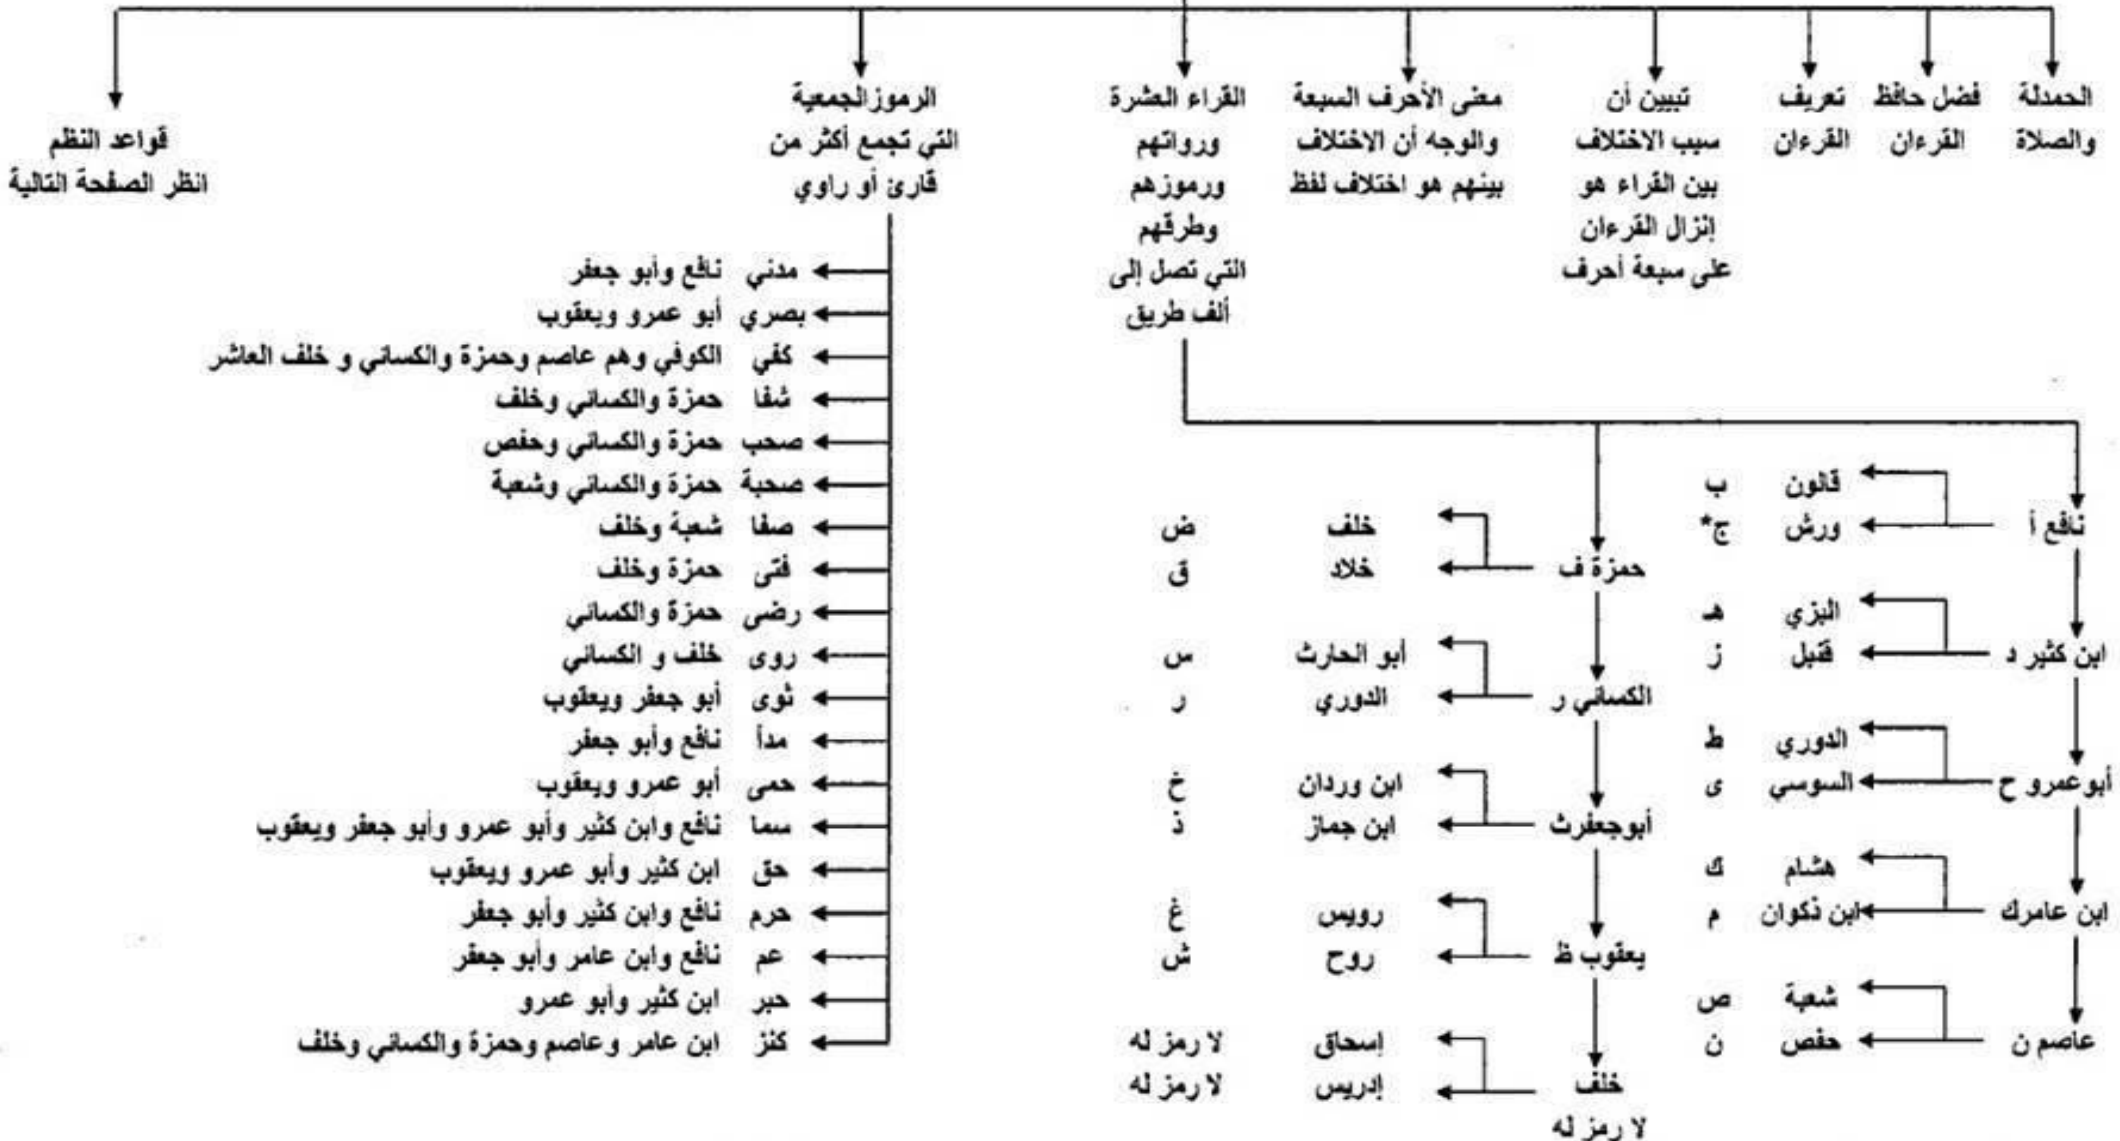 الحمدلة
والصلاة
فضل حافظ
القرءان
تعريف
القرءان
تبيين أن
سبب الاختلاف
بين القراء هو
إنزال القرءان
على سبعة أحرف
معنى الأحرف السبعة
والوجه أن الاختلاف
بينهم هو اختلاف لفظ
القراء العشرة
ورواتهم
ورموزهم
وطرقهم
التي تصل إلى
ألف طريق
نافع أ
قالون ب
ورش ج*
ابن كثير د
البزي هـ
قنبل ز
أبوعمرو ح
الدوري ط
السوسي ى
ابن عامرك
هشام ك
ابن ذكوان م
عاصم ن
شعبة ص
حفص ن
حمزة ف
خلف ض
خلاد ق
الكسائي ر
أبو الحارث س
الدوري ر
أبوجعفرث
ابن وردان خ
ابن جماز ذ
يعقوب ظ
رويس غ
روح ش
خلف
لا رمز له
إسحاق لا رمز له
إدريس لا رمز له
الرموز الجمعية
التي تجمع أكثر من
قارئ أو راوي
مدني نافع وأبو جعفر
بصري أبو عمرو ويعقوب
كفي الكوفي وهم عاصم وحمزة والكسائي و خلف العاشر
شفا حمزة والكسائي وخلف
صحب حمزة والكسائي وحفص
صحبة حمزة والكسائي وشعبة
صفا شعبة وخلف
فتى حمزة وخلف
رضى حمزة والكسائي
روى خلف و الكسائي
ثوى أبو جعفر ويعقوب
مدأ نافع وأبو جعفر
حمى أبو عمرو ويعقوب
سما نافع وابن كثير وأبو عمرو وأبو جعفر ويعقوب
حق ابن كثير وأبو عمرو ويعقوب
حرم نافع وابن كثير وأبو جعفر
عم نافع وابن عامر وأبو جعفر
حبر ابن كثير وأبو عمرو
كنز ابن عامر وعاصم وحمزة والكسائي وخلف
قواعد النظم
انظر الصفحة التالية